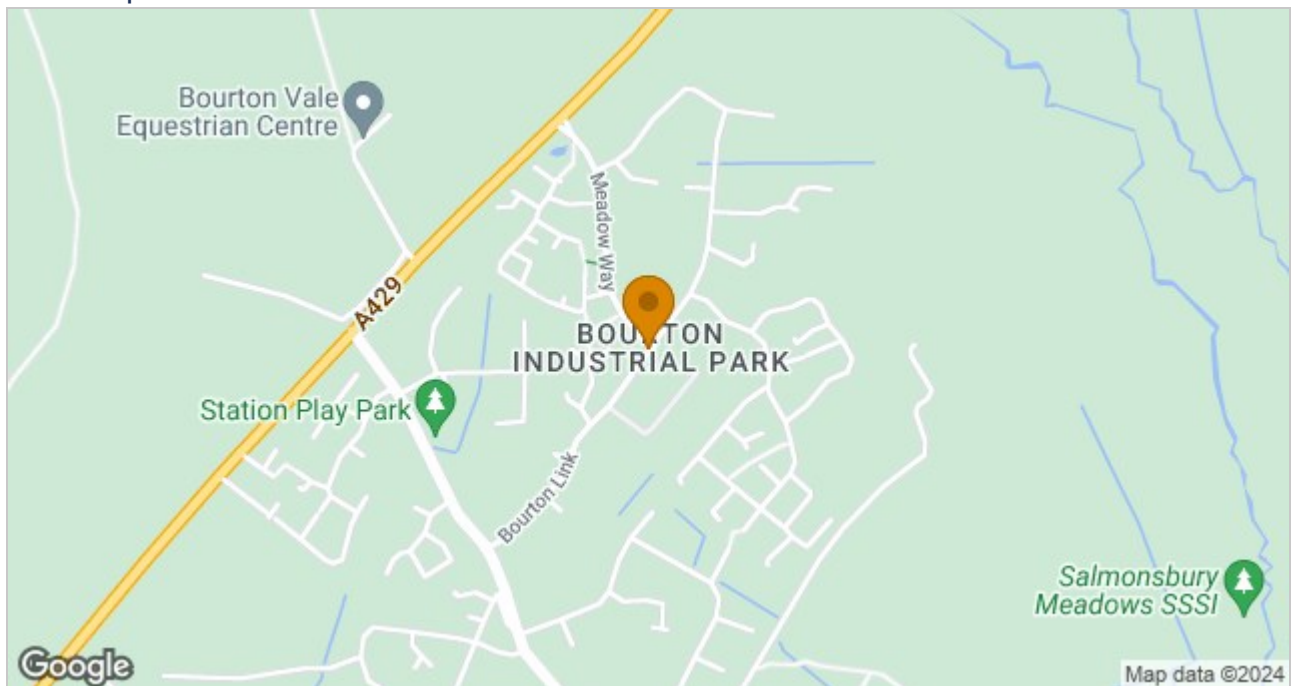 Bourton Vale
Equestrian Centre
Meadow Way
A429
BOURTON
INDUSTRIAL PARK
Station Play Park
Bourton Link
Salmonsbury
Meadows SSSI
Google
Map data ©2024